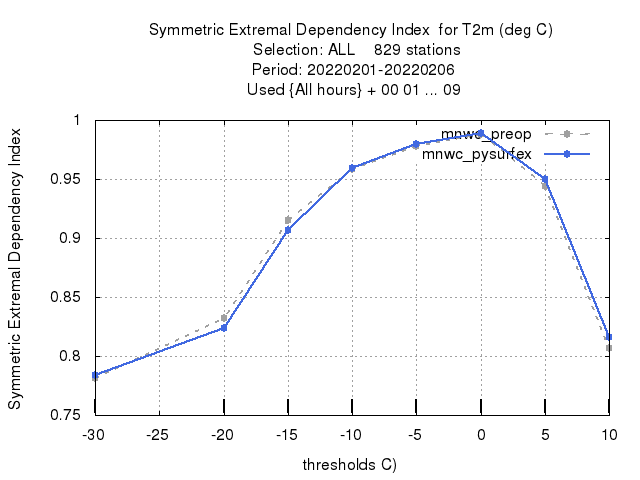 Symmetric Extremal Dependency Index for T2m (deg C)
Selection: ALL 829 stations
Period: 20220201-20220206
Used {All hours} + 00 01 ... 09
Symmetric Extremal Dependency Index
1
0.95
0.9
0.85
0.8
0.75
mnwc_preop
mnwc_pysurfex
-30 -25 -20 -15 -10 -5 0 5 10
thresholds C)